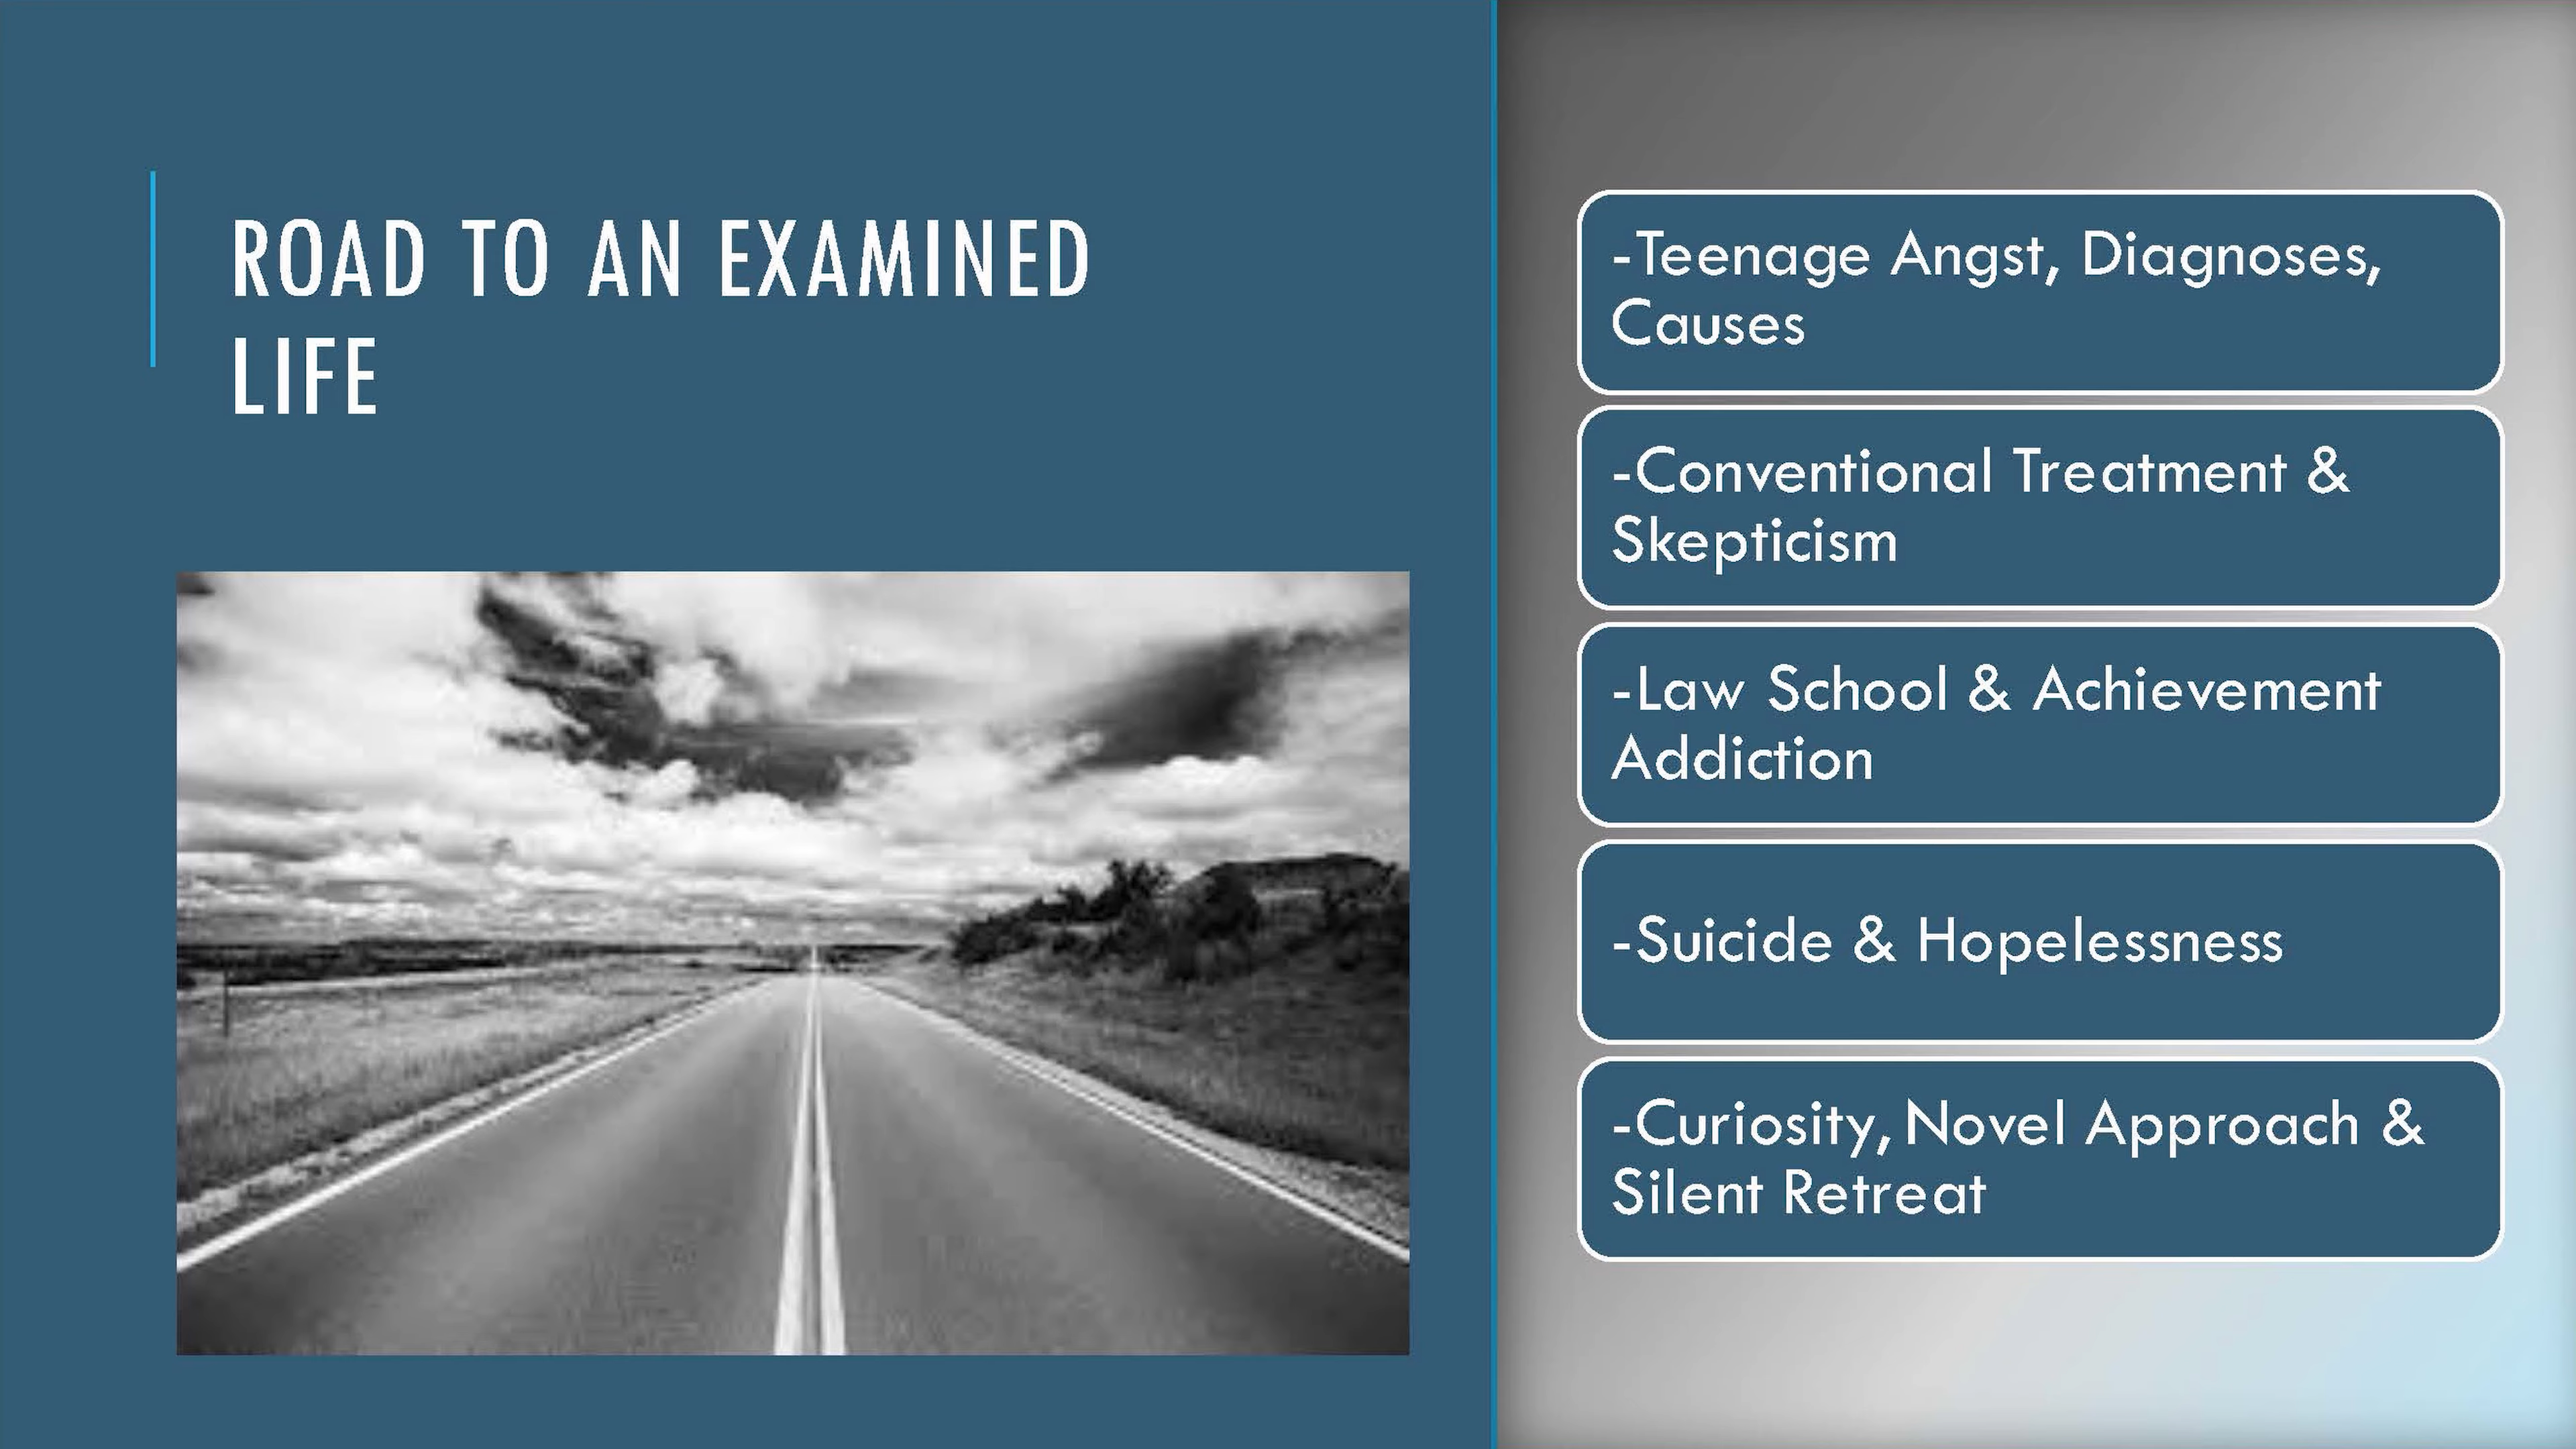 ROAD TO AN EXAMINED
LIFE
-Teenage Angst, Diagnoses,
Causes
-Conventional Treatment &
Skepticism
-Law School & Achievement
Addiction
-Suicide & Hopelessness
-Curiosity, Novel Approach &
Silent Retreat